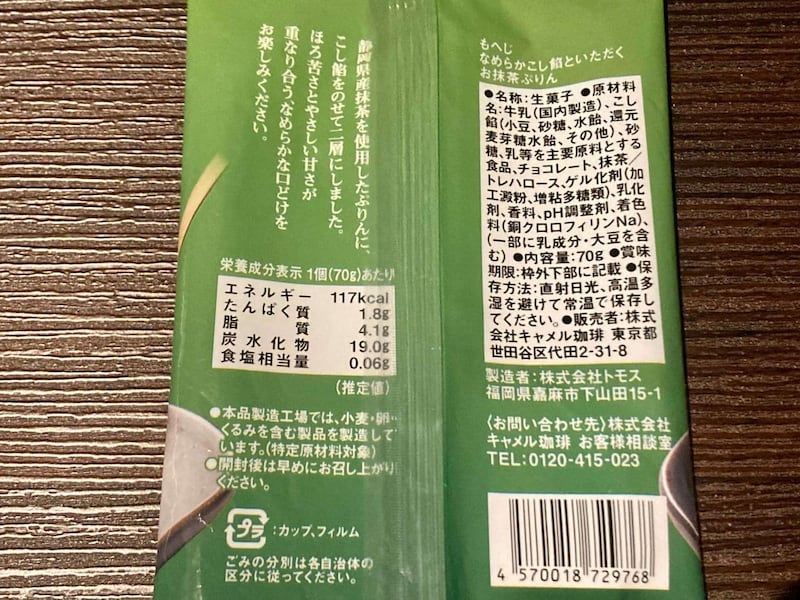 静岡県産抹茶を使用したぷりんに、
こし餡をのせて二層にしました。
ほろ苦さとやさしい甘さが
重なり合うなめらかな口どけを
お楽しみください。
栄養成分表示 1個(70g)あたり
エネルギー 117kcal
たんぱく質 1.8g
脂質 4.1g
炭水化物 19.0g
食塩相当量 0.06g
(推定値)
●本品製造工場では、小麦・卵・
くるみを含む製品を製造して
います。(特定原材料対象)
●開封後は早めにお召し上がり
ください。
プラ :カップ、フィルム
ごみの分別は各自治体の
区分に従ってください。
もへじ
なめらかこし餡といただく
お抹茶ぷりん
●名称:生菓子 ●原材料
名:牛乳(国内製造)、こし
餡(小豆、砂糖、水飴、還元
麦芽糖水飴、その他)、砂
糖、乳等を主要原料とする
食品、チョコレート、抹茶/
トレハロース、ゲル化剤(加
工澱粉、増粘多糖類)、乳化
剤、香料、pH調整剤、着色
料(銅クロロフィリンNa)、
(一部に乳成分・大豆を含
む) ●内容量:70g ●賞味
期限:枠外下部に記載 ●保
存方法:直射日光、高温多
湿を避けて常温で保存し
てください。●販売者:株式
会社キャメル珈琲 東京都
世田谷区代田2-31-8
製造者:株式会社トモス
福岡県嘉麻市下山田15-1
〈お問い合わせ先〉株式会社
キャメル珈琲 お客様相談室
TEL:0120-415-023
4 570018 729768